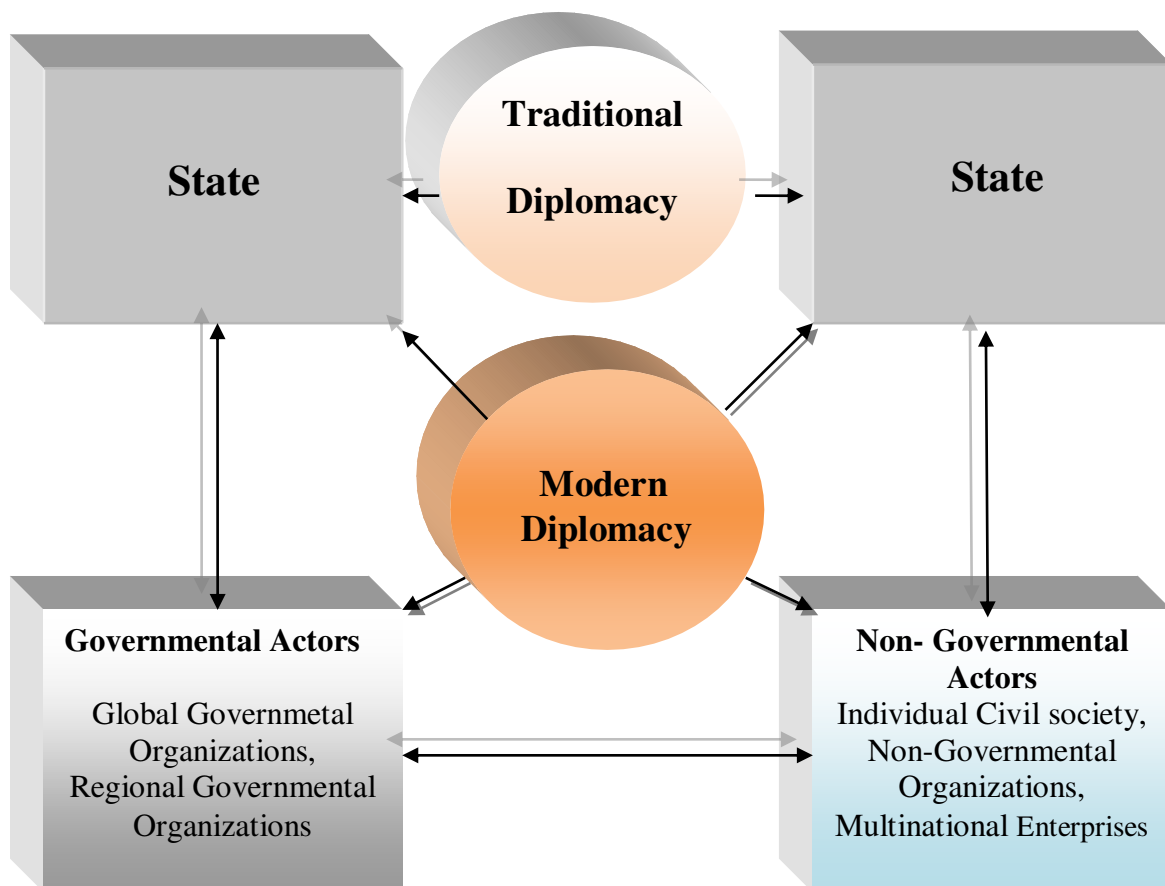 State
Traditional
Diplomacy
State
Modern
Diplomacy
Governmental Actors
Global Governmetal
Organizations,
Regional Governmental
Organizations
Non- Governmental
Actors
Individual Civil society,
Non-Governmental
Organizations,
Multinational Enterprises